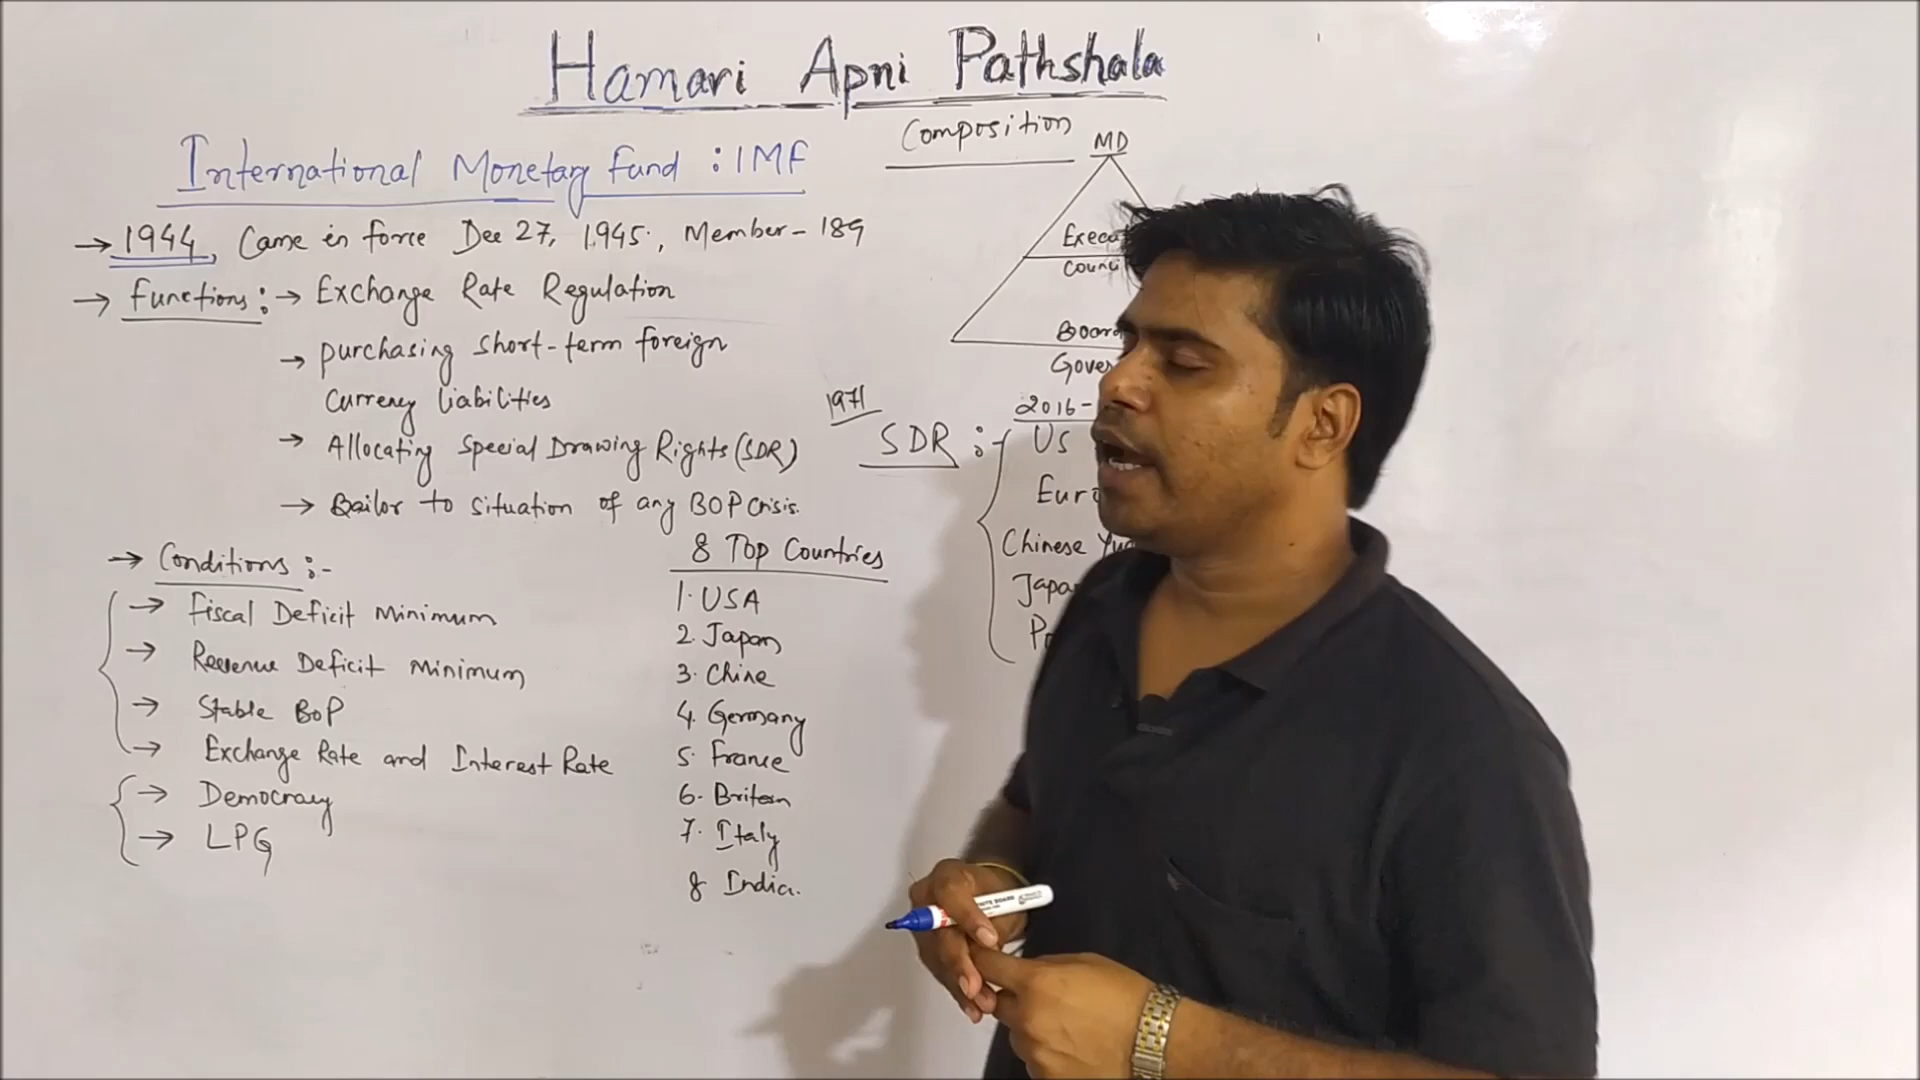 Hamari Apni Pathshala
International Monetary Fund : IMF
→ 1944, Came in force Dec 27, 1945, Member - 189
→ Functions :→ Exchange Rate Regulation
→ purchasing short-term foreign
currency liabilities
→ Allocating Special Drawing Rights (SDR)
→ Bailor to situation of any BOP crisis.
→ Conditions :-
→ Fiscal Deficit Minimum
→ Revenue Deficit Minimum
→ Stable BoP
→ Exchange Rate and Interest Rate
→ Democracy
→ LPG
8 Top Countries
1. USA
2. Japan
3. Chine
4. Germany
5. France
6. Britain
7. Italy
8 India.
Composition
MD
1971
SDR :-
2016-
US
Chinese